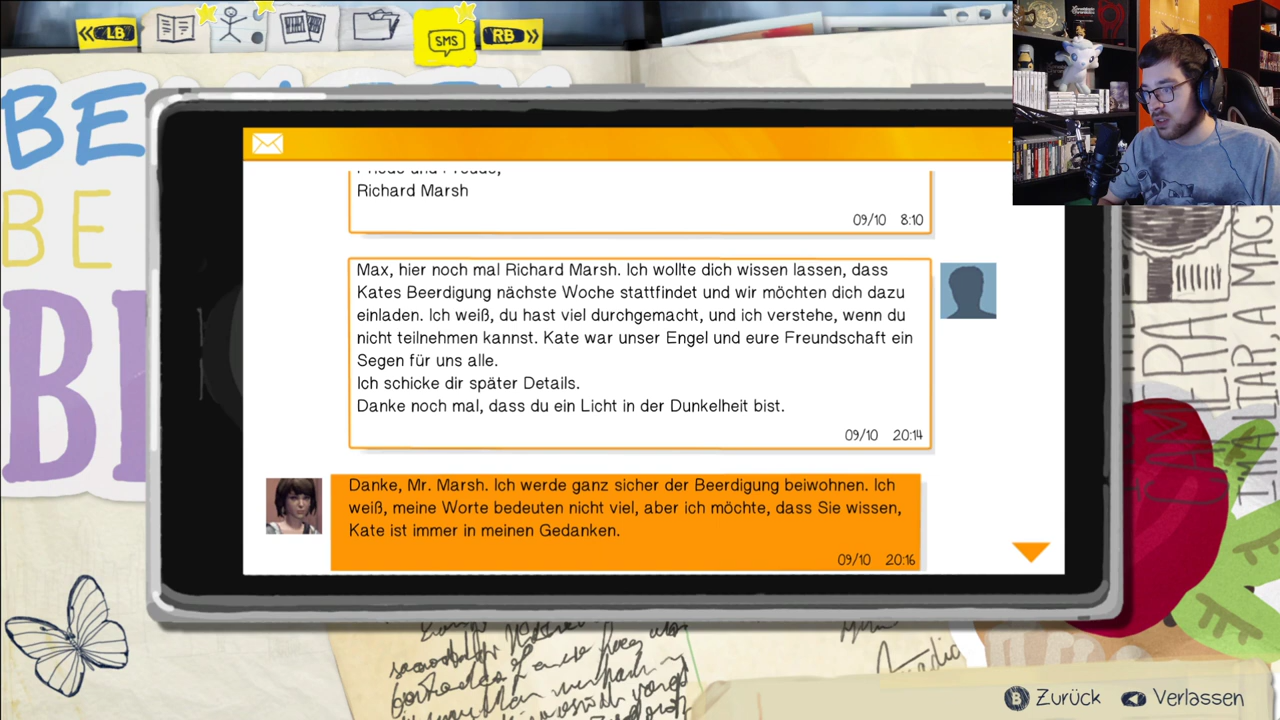 LB
SMS
RB
BE
BE
Richard Marsh
09/10 8:10
Max, hier noch mal Richard Marsh. Ich wollte dich wissen lassen, dass
Kates Beerdigung nächste Woche stattfindet und wir möchten dich dazu
einladen. Ich weiß, du hast viel durchgemacht, und ich verstehe, wenn du
nicht teilnehmen kannst. Kate war unser Engel und eure Freundschaft ein
Segen für uns alle.
Ich schicke dir später Details.
Danke noch mal, dass du ein Licht in der Dunkelheit bist.
09/10 20:14
Danke, Mr. Marsh. Ich werde ganz sicher der Beerdigung beiwohnen. Ich
weiß, meine Worte bedeuten nicht viel, aber ich möchte, dass Sie wissen,
Kate ist immer in meinen Gedanken.
09/10 20:16
B Zurück
Verlassen